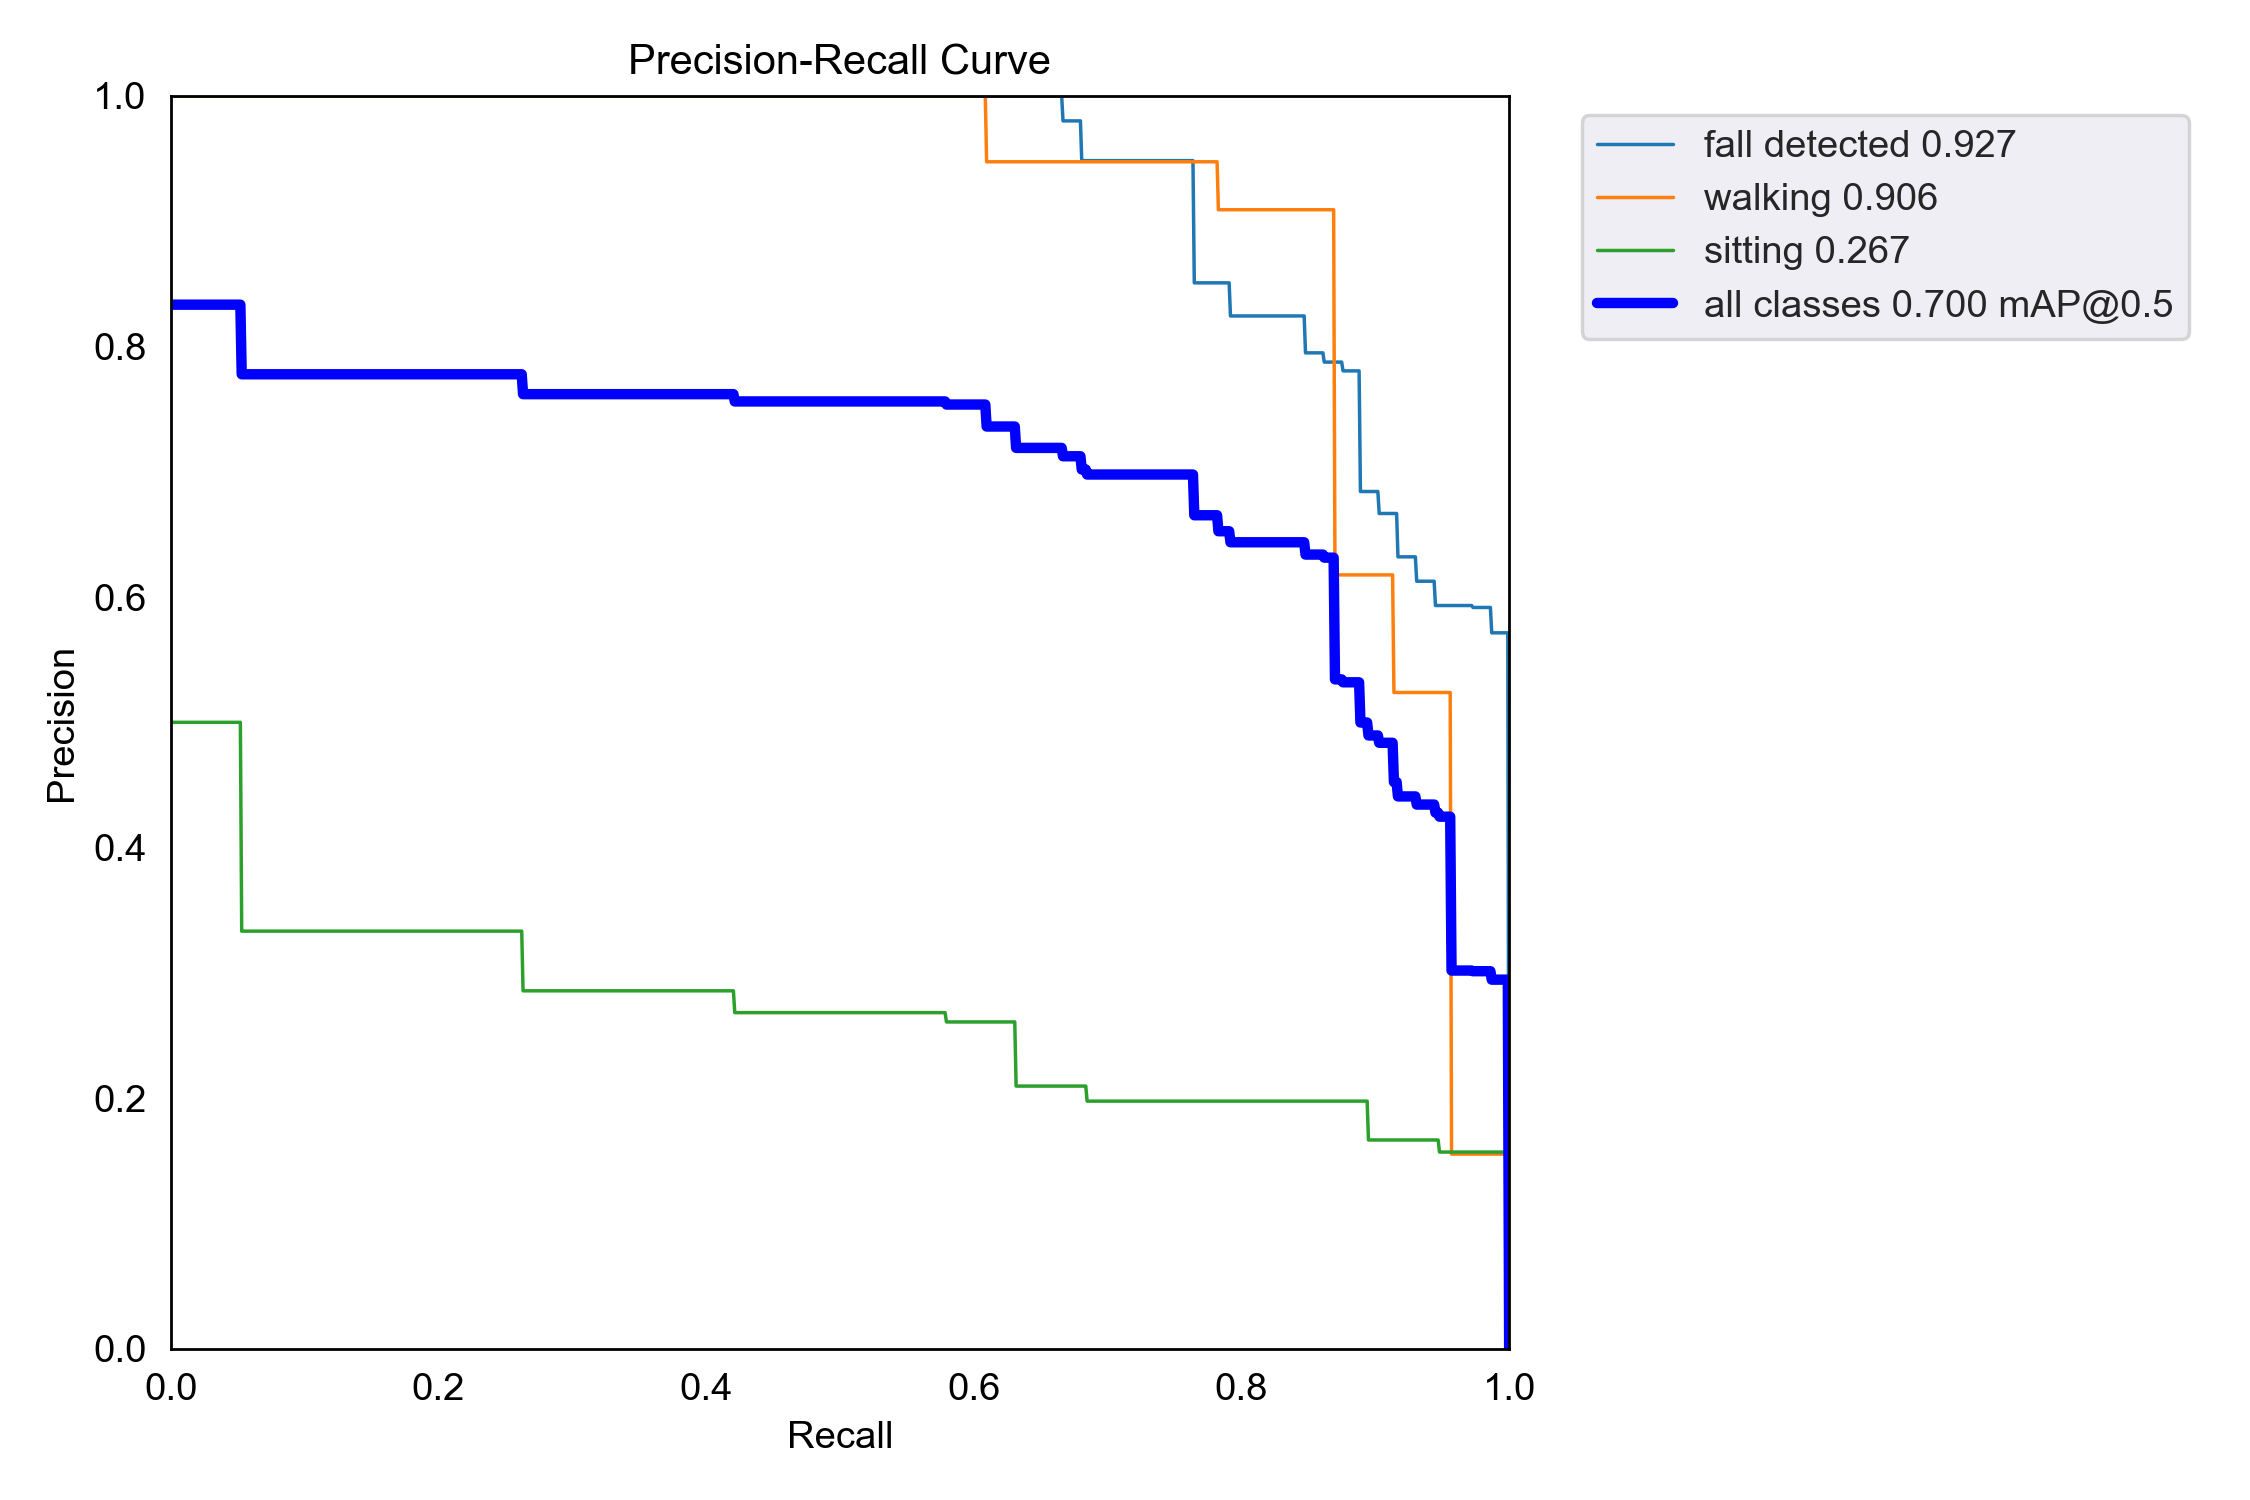 Precision-Recall Curve
1.0
0.8
0.6
0.4
0.2
0.0
Precision
0.0 0.2 0.4 0.6 0.8 1.0
Recall
fall detected 0.927
walking 0.906
sitting 0.267
all classes 0.700 mAP@0.5